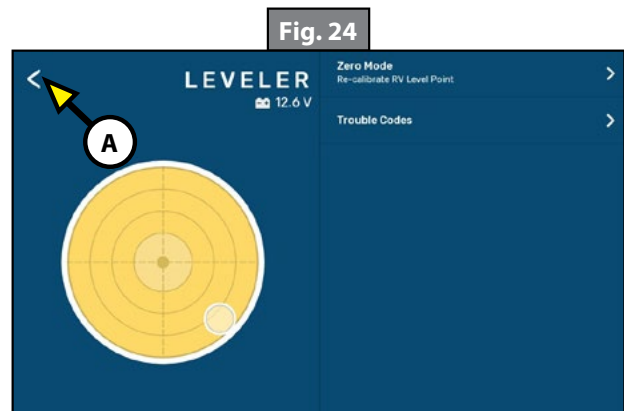 Fig. 24
<
LEVELER
12.6 V
A
Zero Mode
Re-calibrate RV Level Point
>
Trouble Codes
>